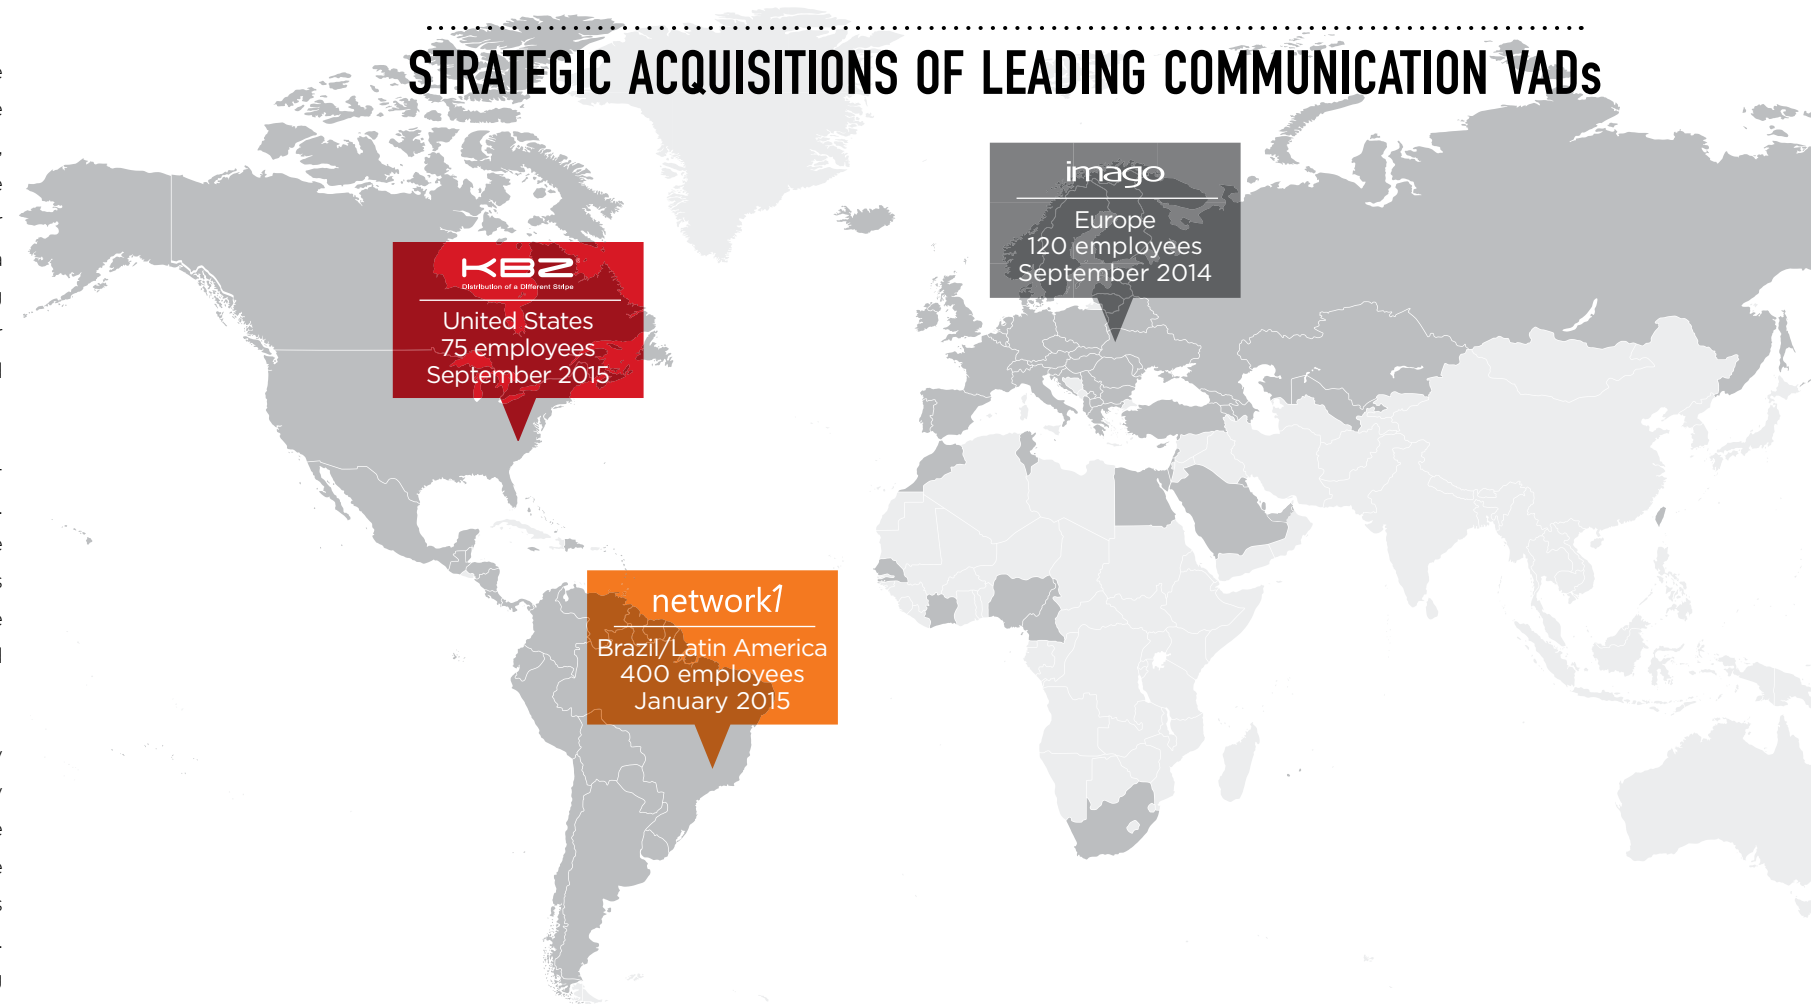 STRATEGIC ACQUISITIONS OF LEADING COMMUNICATION VADs
imago
Europe
120 employees
September 2014
KBZ
Distribution of a Different Stripe
United States
75 employees
September 2015
network1
Brazil/Latin America
400 employees
January 2015